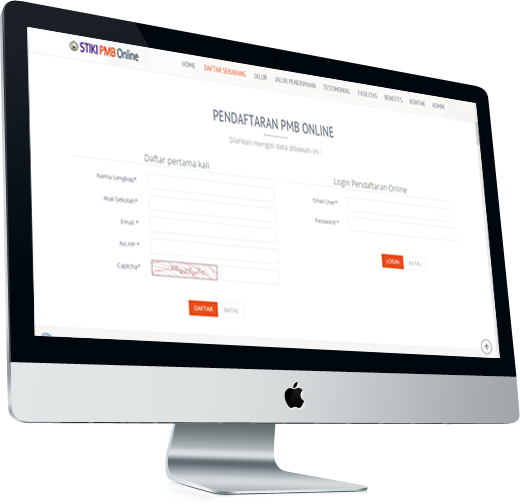 STIKI PMB Online
HOME DAFTAR SEKARANG JALUR JALUR PENERIMAAN TESTIMONIAL FASILITAS BENEFITS KONTAK ADMIN
PENDAFTARAN PMB ONLINE
Silahkan mengisi data dibawah ini :
Daftar pertama kali
Nama Lengkap*
Asal Sekolah*
Email *
No.HP *
Captcha*
DAFTAR BATAL
Login Pendaftaran Online
Email User*
Password *
LOGIN BATAL